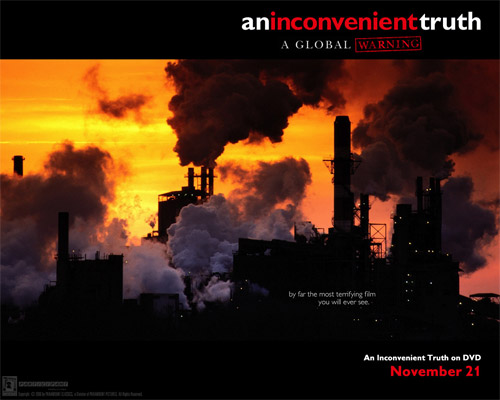 aninconvenienttruth
A GLOBAL WARNING
by far the most terrifying film
you will ever see.
An Inconvenient Truth on DVD
November 21